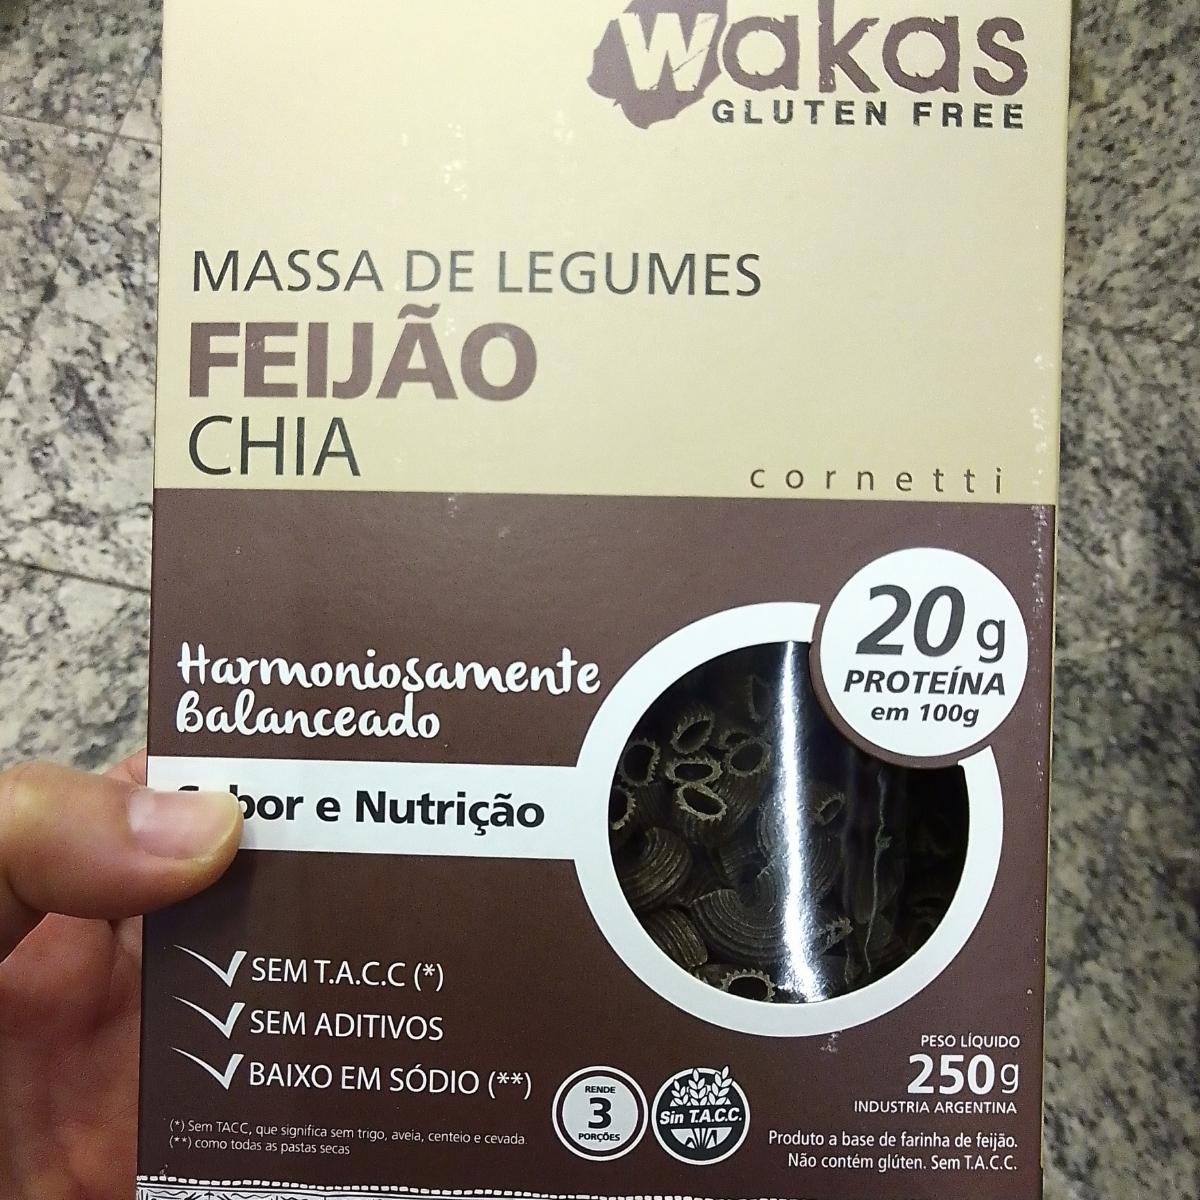 wakas
GLUTEN FREE
MASSA DE LEGUMES
FEIJÃO
CHIA
cornetti
20 g
PROTEÍNA
em 100g
Harmoniosamente
Balanceado
e Nutrição
SEM T.A.C.C (*)
SEM ADITIVOS
BAIXO EM SÓDIO (**)
(*) Sem TACC, que significa sem trigo, aveia, centeio e cevada.
(**) como todas as pastas secas
RENDE
3
PORÇÕES
Sin T.A.C.C.
PESO LÍQUIDO
250g
INDUSTRIA ARGENTINA
Produto a base de farinha de feijão.
Não contém glúten. Sem T.A.C.C.